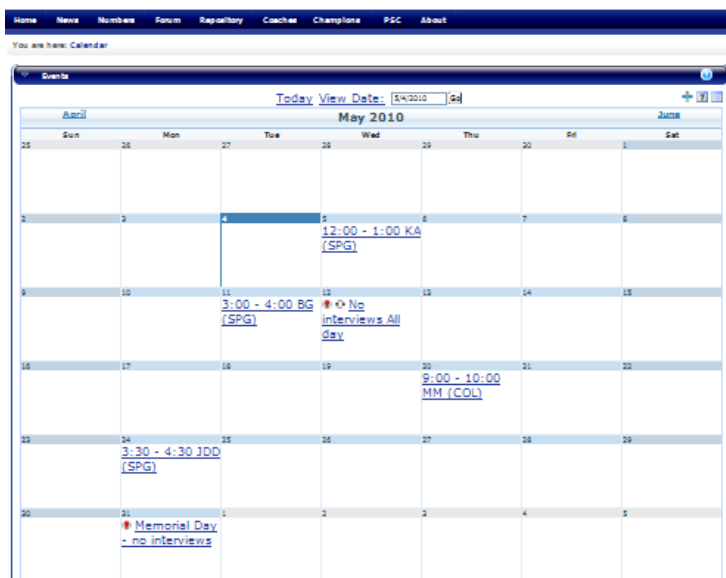 Home News Numbers Forum Repository Coaches Champions PSC About
You are here: Calendar
Events
Today View Date: 5/4/2010 Go
April May 2010 June
Sun Mon Tue Wed Thu Fri Sat
25 26 27 28 29 30 1
2 3 4 5 6 7 8
12:00 - 1:00 KA
(SPG)
9 10 11 12 13 14 15
3:00 - 4:00 BG
(SPG)
No
interviews All
day
16 17 18 19 20 21 22
9:00 - 10:00
MM (COL)
23 24 25 26 27 28 29
3:30 - 4:30 JDD
(SPG)
30 31 1 2 3 4 5
Memorial Day
- no interviews